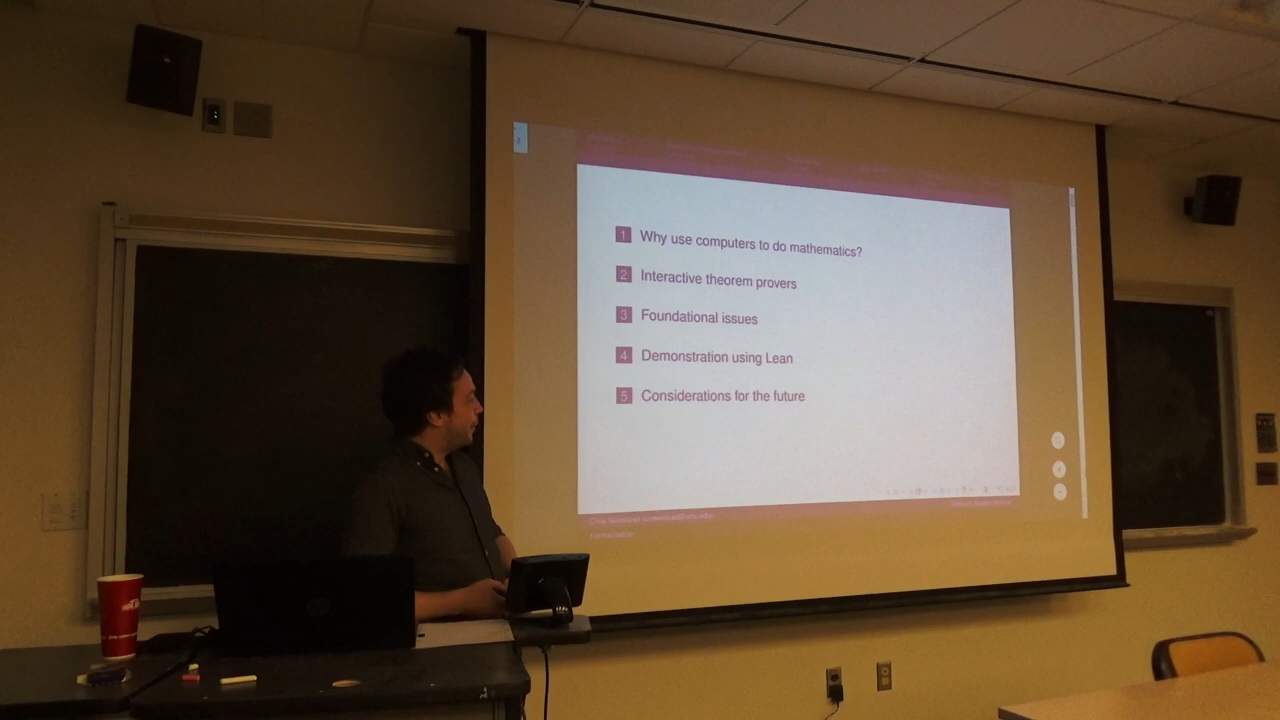 1 Why use computers to do mathematics?
2 Interactive theorem provers
3 Foundational issues
4 Demonstration using Lean
5 Considerations for the future
Formalisation